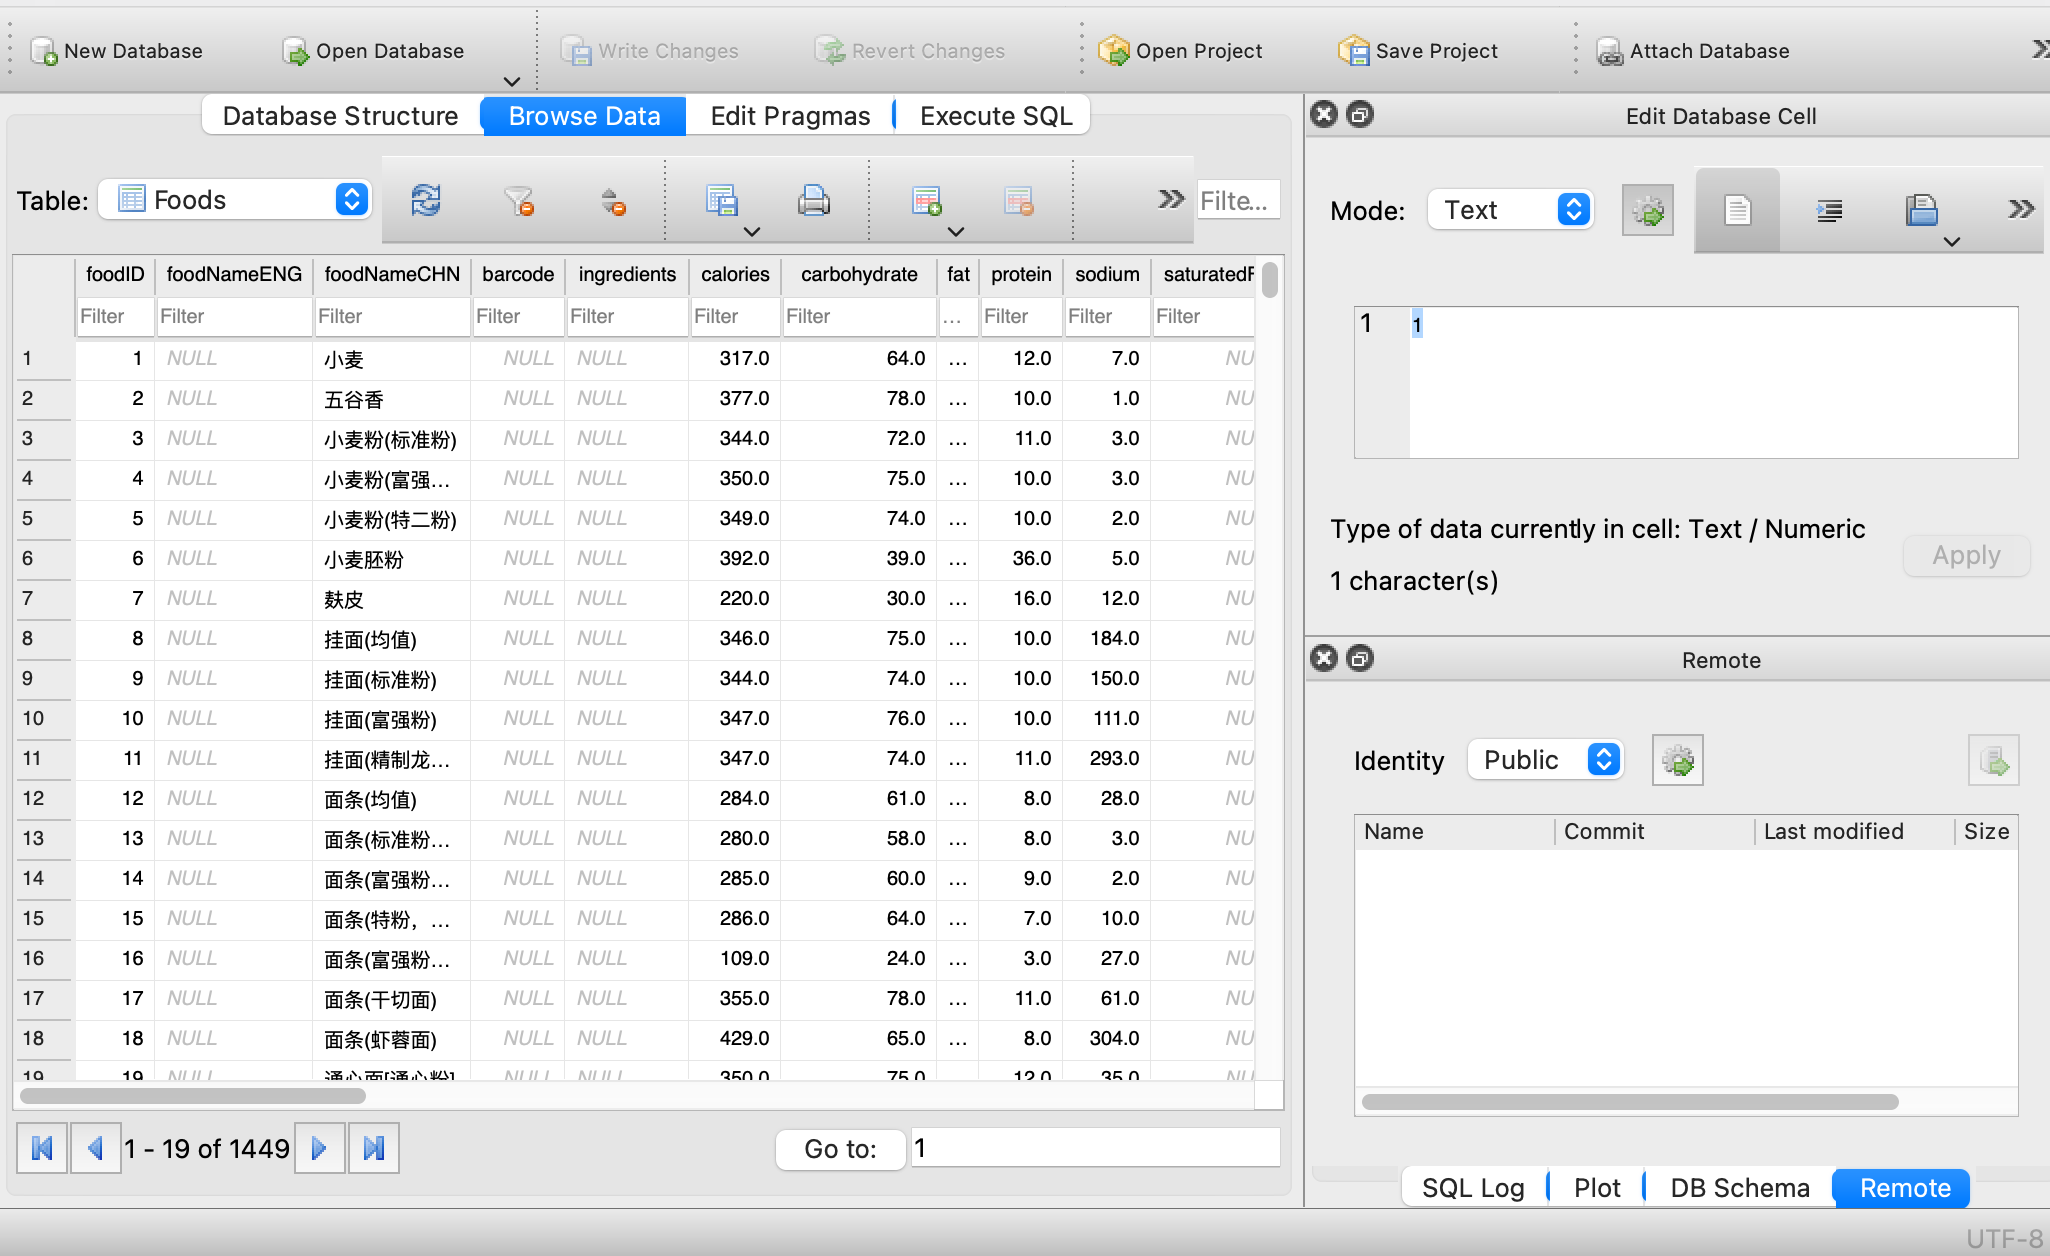 New Database Open Database Write Changes Revert Changes Open Project Save Project Attach Database
Database Structure Browse Data Edit Pragmas Execute SQL
Table: Foods Filte...
foodID foodNameENG foodNameCHN barcode ingredients calories carbohydrate fat protein sodium saturatedF
Filter Filter Filter Filter Filter Filter Filter ... Filter Filter Filter
1 1 NULL 小麦 NULL NULL 317.0 64.0 ... 12.0 7.0 NU
2 2 NULL 五谷香 NULL NULL 377.0 78.0 ... 10.0 1.0 NU
3 3 NULL 小麦粉(标准粉) NULL NULL 344.0 72.0 ... 11.0 3.0 NU
4 4 NULL 小麦粉(富强... NULL NULL 350.0 75.0 ... 10.0 3.0 NU
5 5 NULL 小麦粉(特二粉) NULL NULL 349.0 74.0 ... 10.0 2.0 NU
6 6 NULL 小麦胚粉 NULL NULL 392.0 39.0 ... 36.0 5.0 NU
7 7 NULL 麸皮 NULL NULL 220.0 30.0 ... 16.0 12.0 NU
8 8 NULL 挂面(均值) NULL NULL 346.0 75.0 ... 10.0 184.0 NU
9 9 NULL 挂面(标准粉) NULL NULL 344.0 74.0 ... 10.0 150.0 NU
10 10 NULL 挂面(富强粉) NULL NULL 347.0 76.0 ... 10.0 111.0 NU
11 11 NULL 挂面(精制龙... NULL NULL 347.0 74.0 ... 11.0 293.0 NU
12 12 NULL 面条(均值) NULL NULL 284.0 61.0 ... 8.0 28.0 NU
13 13 NULL 面条(标准粉... NULL NULL 280.0 58.0 ... 8.0 3.0 NU
14 14 NULL 面条(富强粉... NULL NULL 285.0 60.0 ... 9.0 2.0 NU
15 15 NULL 面条(特粉，... NULL NULL 286.0 64.0 ... 7.0 10.0 NU
16 16 NULL 面条(富强粉... NULL NULL 109.0 24.0 ... 3.0 27.0 NU
17 17 NULL 面条(干切面) NULL NULL 355.0 78.0 ... 11.0 61.0 NU
18 18 NULL 面条(虾蓉面) NULL NULL 429.0 65.0 ... 8.0 304.0 NU
19 19 NULL 通心面[通心粉] NULL NULL 350.0 75.0 12.0 35.0 NU
1 - 19 of 1449 Go to: 1
Edit Database Cell
Mode: Text
1 1
Type of data currently in cell: Text / Numeric
Apply
1 character(s)
Remote
Identity Public
Name Commit Last modified Size
SQL Log Plot DB Schema Remote
UTF-8